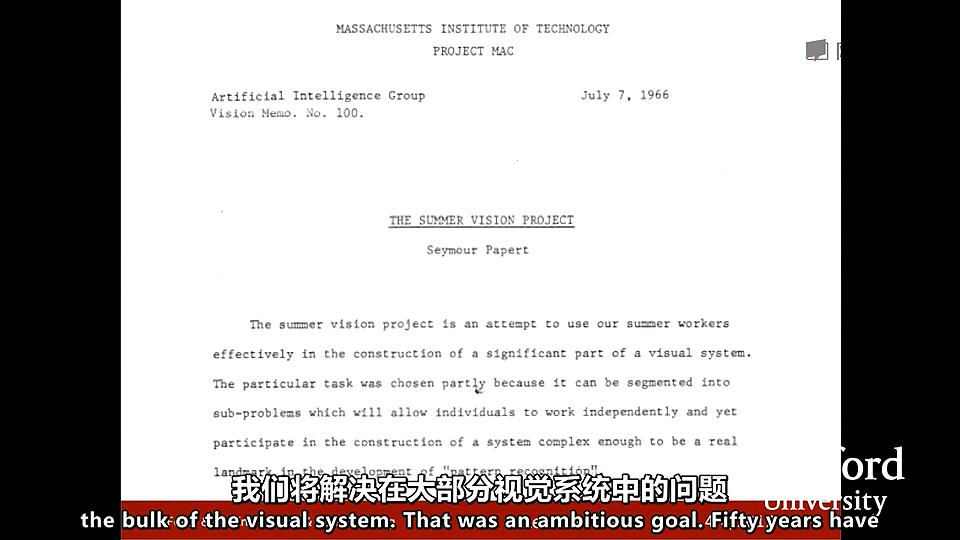 MASSACHUSETTS INSTITUTE OF TECHNOLOGY
PROJECT MAC
Artificial Intelligence Group July 7, 1966
Vision Memo. No. 100.
THE SUMMER VISION PROJECT
Seymour Papert
The summer vision project is an attempt to use our summer workers
effectively in the construction of a significant part of a visual system.
The particular task was chosen partly because it can be segmented into
sub-problems which will allow individuals to work independently and yet
participate in the construction of a system complex enough to be a real
landmark in the development of "pattern recognition".
我们将解决在大部分视觉系统中的问题
ford
University
the bulk of the visual system. That was an ambitious goal. Fifty years have